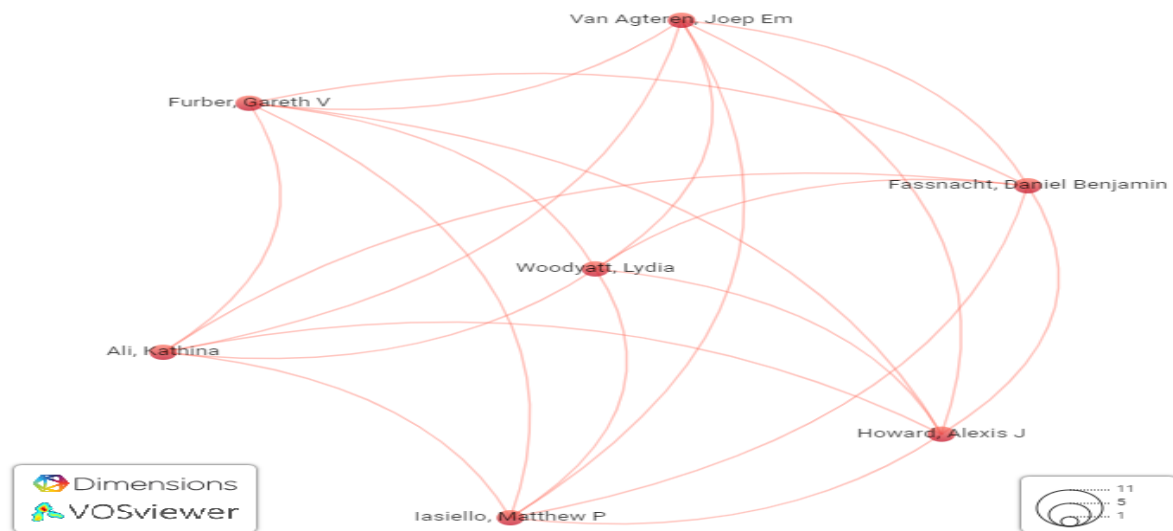 Van Agteren, Joep Em
Furber, Gareth V
Fassnacht, Daniel Benjamin
Woodyatt, Lydia
Ali, Kathina
Howard, Alexis J
Iasiello, Matthew P
Dimensions
VOSviewer
11
5
1